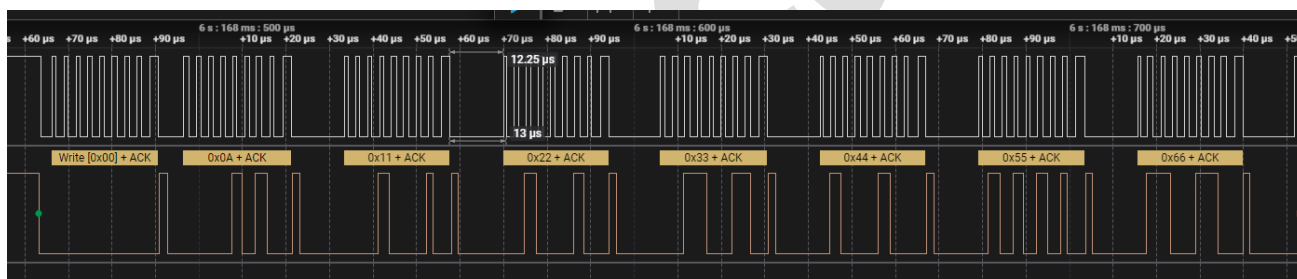 6 s : 168 ms : 500 µs 6 s : 168 ms : 600 µs 6 s : 168 ms : 700 µs
s +60 µs +70 µs +80 µs +90 µs +10 µs +20 µs +30 µs +40 µs +50 µs +60 µs +70 µs +80 µs +90 µs +10 µs +20 µs +30 µs +40 µs +50 µs +60 µs +70 µs +80 µs +90 µs +10 µs +20 µs +30 µs +40 µs +5
12.25 µs
13 µs
Write [0x00] + ACK 0x0A + ACK 0x11 + ACK 0x22 + ACK 0x33 + ACK 0x44 + ACK 0x55 + ACK 0x66 + ACK